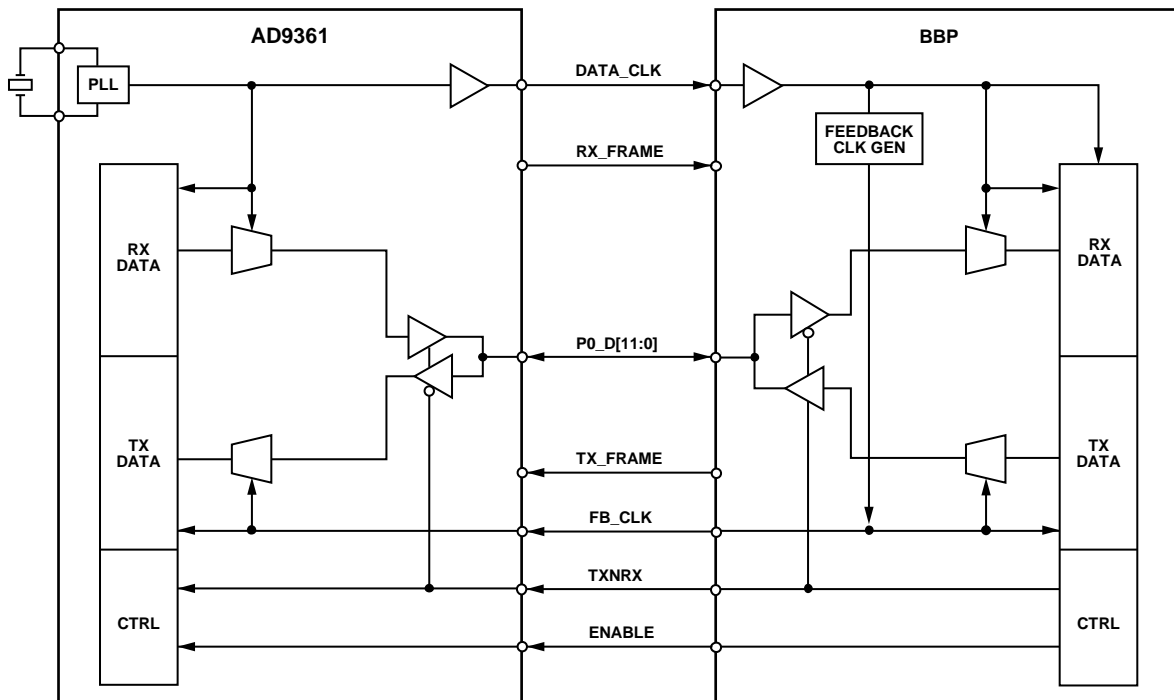 AD9361
BBP
PLL
DATA_CLK
FEEDBACK
CLK GEN
RX_FRAME
RX
DATA
RX
DATA
P0_D[11:0]
TX
DATA
TX
DATA
TX_FRAME
FB_CLK
TXNRX
CTRL
CTRL
ENABLE